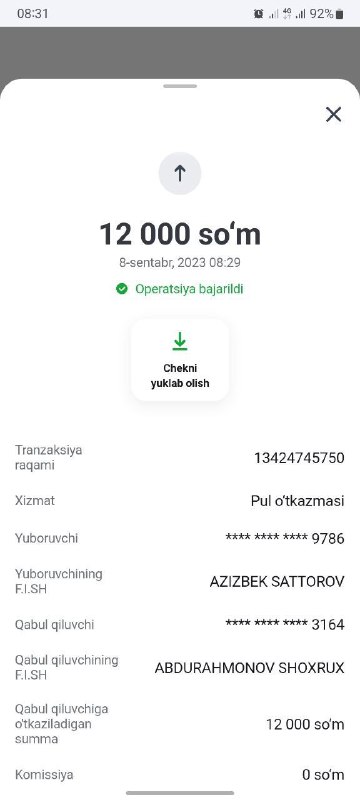 08:31
4G
92%
12 000 so‘m
8-sentabr, 2023 08:29
Operatsiya bajarildi
Chekni
yuklab olish
Tranzaksiya
raqami
13424745750
Xizmat
Pul o‘tkazmasi
Yuboruvchi
**** **** **** 9786
Yuboruvchining
F.I.SH
AZIZBEK SATTOROV
Qabul qiluvchi
**** **** **** 3164
Qabul qiluvchining
F.I.SH
ABDURAHMONOV SHOXRUX
Qabul qiluvchiga
o'tkaziladigan
summa
12 000 so‘m
Komissiya
0 so‘m